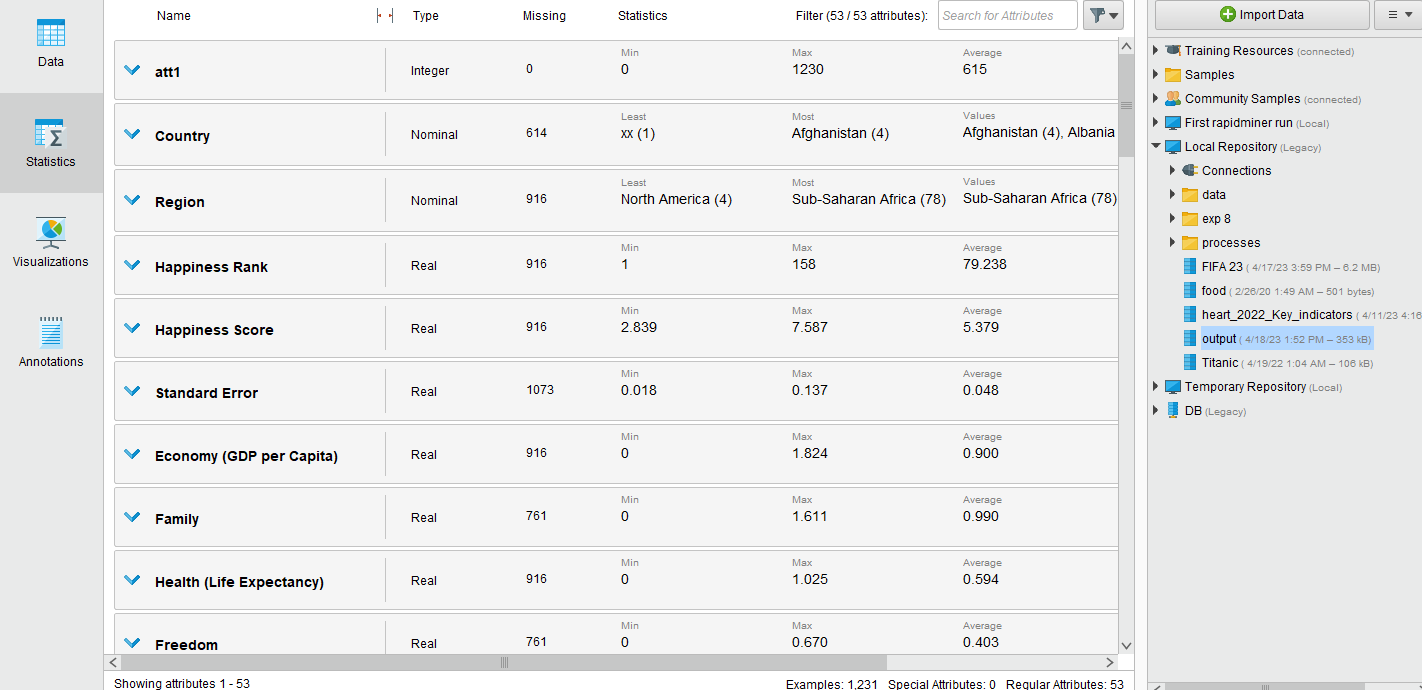 Name Type Missing Statistics Filter (53 / 53 attributes): Search for Attributes
Data
Statistics
Visualizations
Annotations
att1 Integer 0 Min 0 Max 1230 Average 615
Country Nominal 614 Least xx (1) Most Afghanistan (4) Values Afghanistan (4), Albania
Region Nominal 916 Least North America (4) Most Sub-Saharan Africa (78) Values Sub-Saharan Africa (78)
Happiness Rank Real 916 Min 1 Max 158 Average 79.238
Happiness Score Real 916 Min 2.839 Max 7.587 Average 5.379
Standard Error Real 1073 Min 0.018 Max 0.137 Average 0.048
Economy (GDP per Capita) Real 916 Min 0 Max 1.824 Average 0.900
Family Real 761 Min 0 Max 1.611 Average 0.990
Health (Life Expectancy) Real 916 Min 0 Max 1.025 Average 0.594
Freedom Real 761 Min 0 Max 0.670 Average 0.403
Showing attributes 1 - 53 Examples: 1,231 Special Attributes: 0 Regular Attributes: 53
Import Data
Training Resources (connected)
Samples
Community Samples (connected)
First rapidminer run (Local)
Local Repository (Legacy)
Connections
data
exp 8
processes
FIFA 23 ( 4/17/23 3:59 PM – 6.2 MB)
food ( 2/26/20 1:49 AM – 501 bytes)
heart_2022_Key_indicators ( 4/11/23 4:16
output ( 4/18/23 1:52 PM – 353 kB)
Titanic ( 4/19/22 1:04 AM – 106 kB)
Temporary Repository (Local)
DB (Legacy)